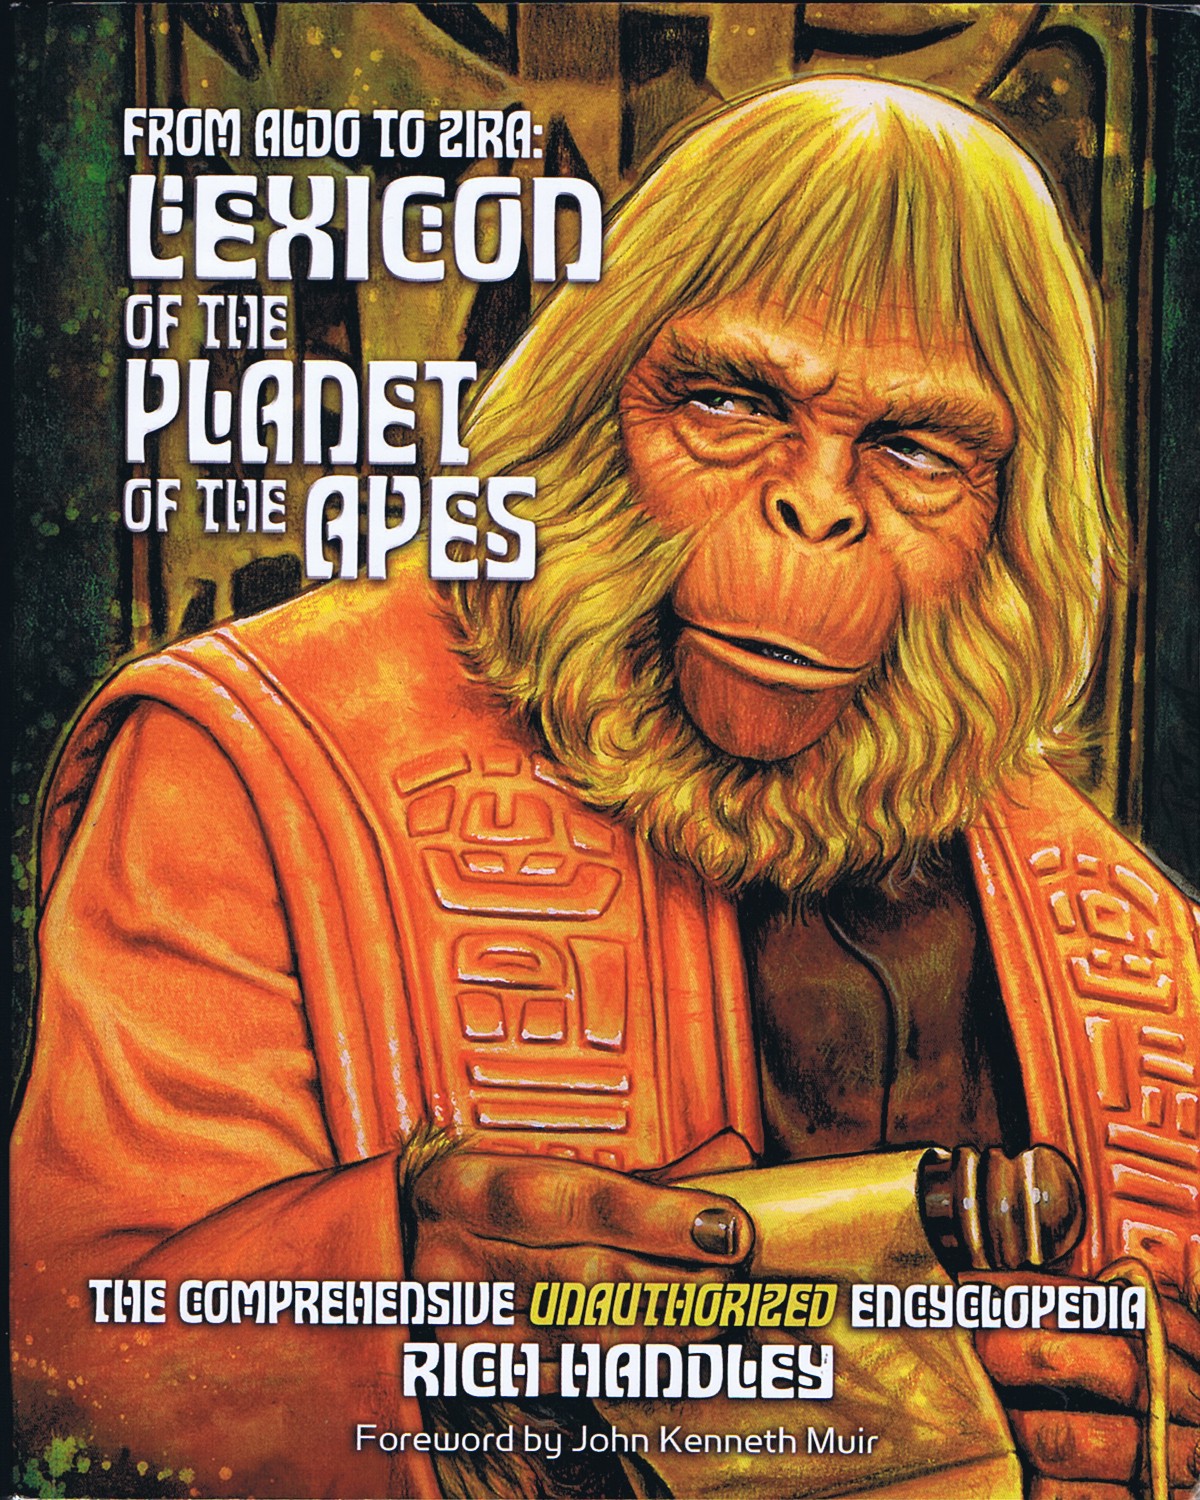 FROM ALDO TO ZIRA:
LEXICON
OF THE
PLANET
OF THE APES
THE COMPREHENSIVE UNAUTHORIZED ENCYCLOPEDIA
RICH HANDLEY
Foreword by John Kenneth Muir